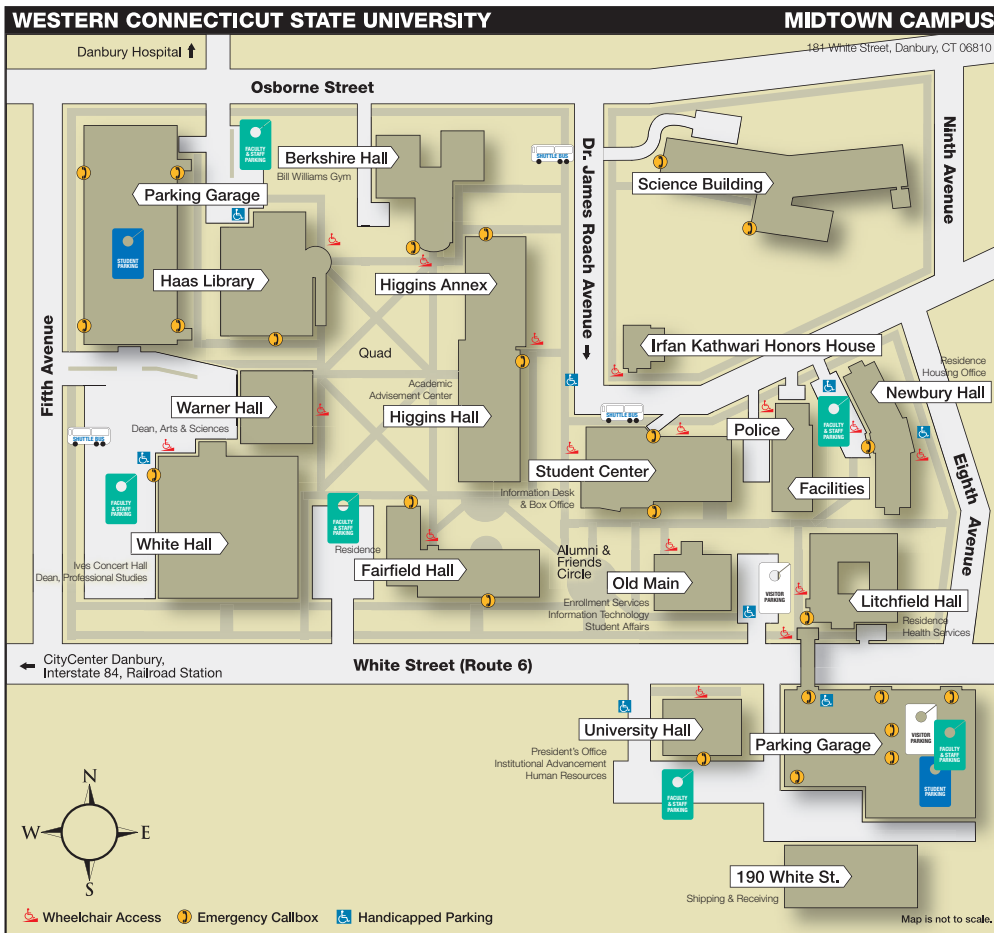 WESTERN CONNECTICUT STATE UNIVERSITY
MIDTOWN CAMPUS
Danbury Hospital
181 White Street, Danbury, CT 06810
Osborne Street
Ninth Avenue
FACULTY
& STAFF
PARKING
Berkshire Hall
Bill Williams Gym
SHUTTLE BUS
Dr. James Roach Avenue
Science Building
Parking Garage
STUDENT
PARKING
Haas Library
Higgins Annex
Fifth Avenue
Quad
Irfan Kathwari Honors House
Residence
Housing Office
Newbury Hall
Academic
Advisement Center
Higgins Hall
Warner Hall
Dean, Arts & Sciences
SHUTTLE BUS
SHUTTLE BUS
Police
FACULTY
& STAFF
PARKING
Student Center
Information Desk
& Box Office
Facilities
Eighth Avenue
FACULTY
& STAFF
PARKING
White Hall
Ives Concert Hall
Dean, Professional Studies
FACULTY
& STAFF
PARKING
Residence
Fairfield Hall
Alumni &
Friends
Circle
Old Main
Enrollment Services
Information Technology
Student Affairs
VISITOR
PARKING
Litchfield Hall
Residence
Health Services
CityCenter Danbury,
Interstate 84, Railroad Station
White Street (Route 6)
University Hall
President's Office
Institutional Advancement
Human Resources
FACULTY
& STAFF
PARKING
Parking Garage
VISITOR
PARKING
FACULTY
& STAFF
PARKING
STUDENT
PARKING
N
W
E
S
190 White St.
Shipping & Receiving
Wheelchair Access
Emergency Callbox
Handicapped Parking
Map is not to scale.